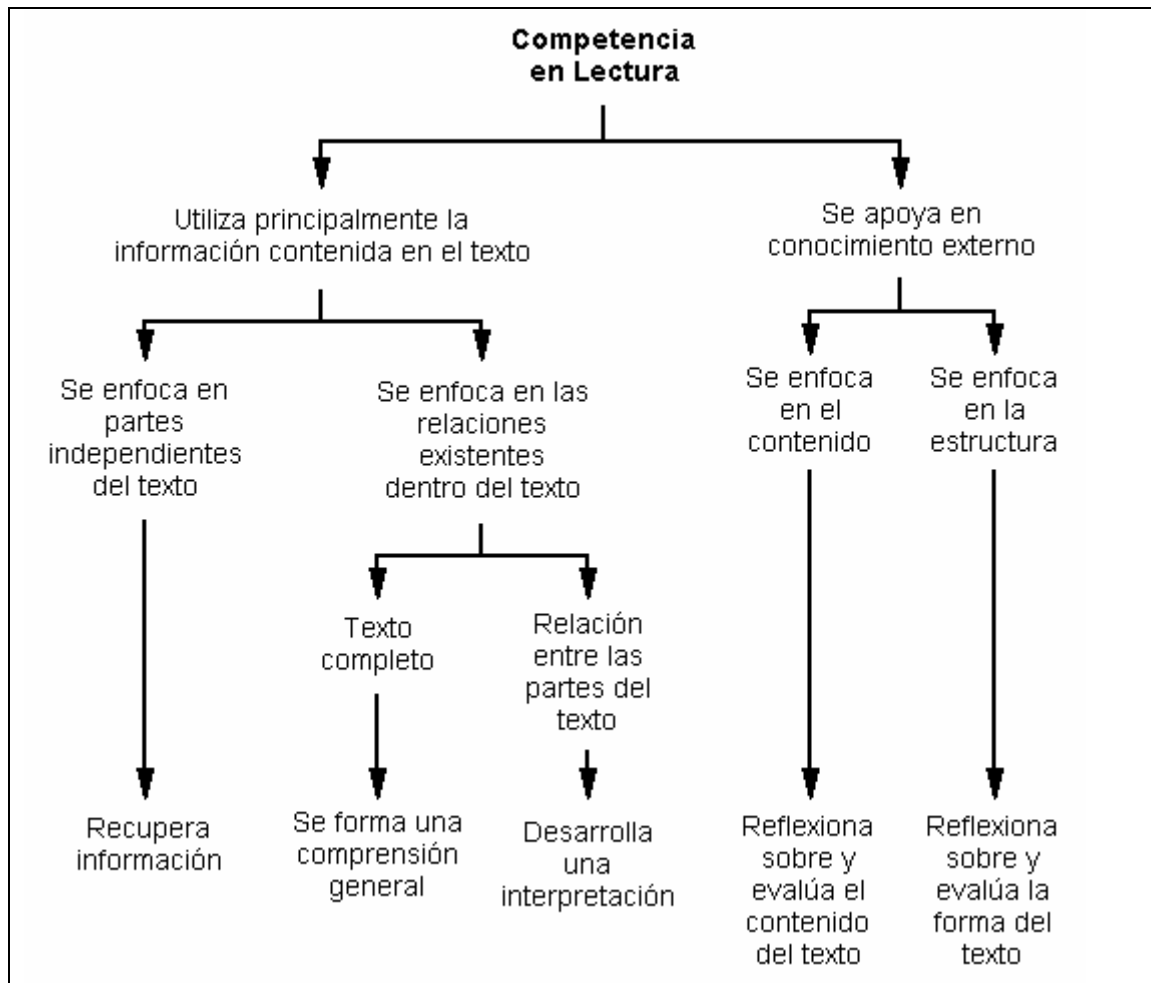 Competencia
en Lectura
Utiliza principalmente la
información contenida en el texto
Se apoya en
conocimiento externo
Se enfoca en
partes
independientes
del texto
Se enfoca en las
relaciones
existentes
dentro del texto
Se enfoca
en el
contenido
Se enfoca
en la
estructura
Texto
completo
Relación
entre las
partes del
texto
Recupera
información
Se forma una
comprensión
general
Desarrolla
una
interpretación
Reflexiona
sobre y
evalúa el
contenido
del texto
Reflexiona
sobre y
evalúa la
forma del
texto